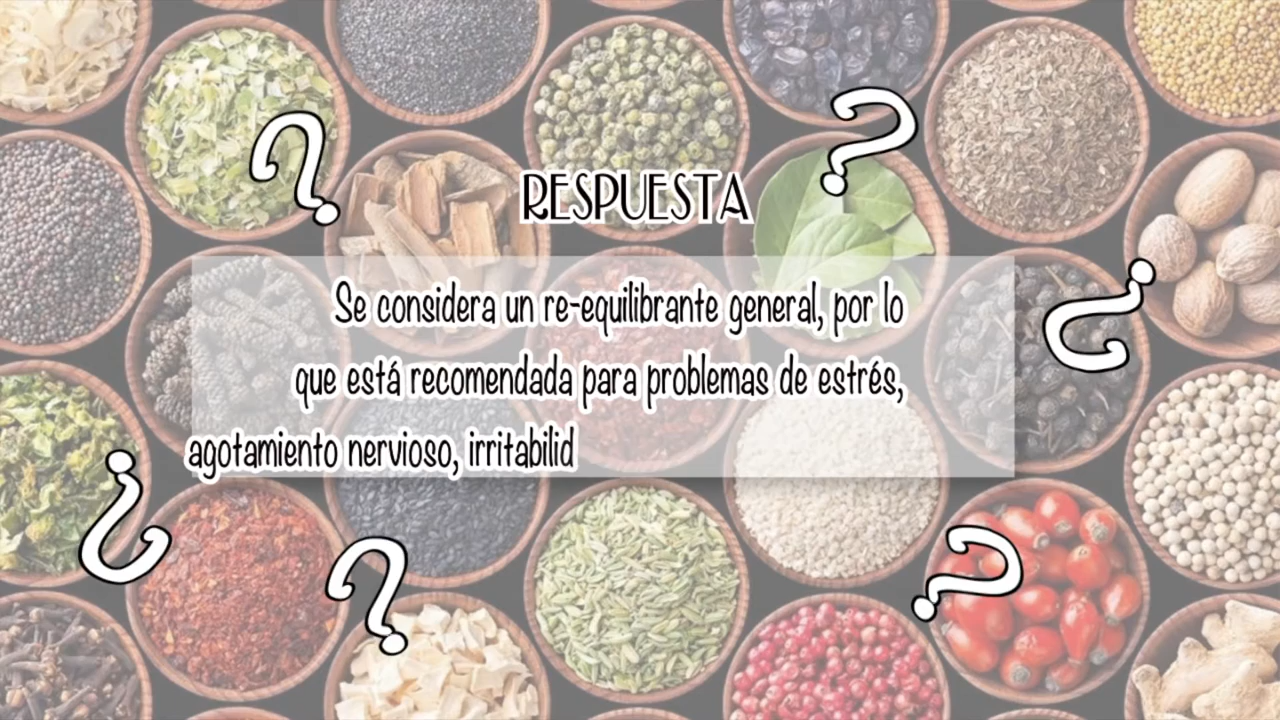 RESPUESTA
Se considera un re-equilibrante general, por lo
que está recomendada para problemas de estrés,
agotamiento nervioso, irritabilid